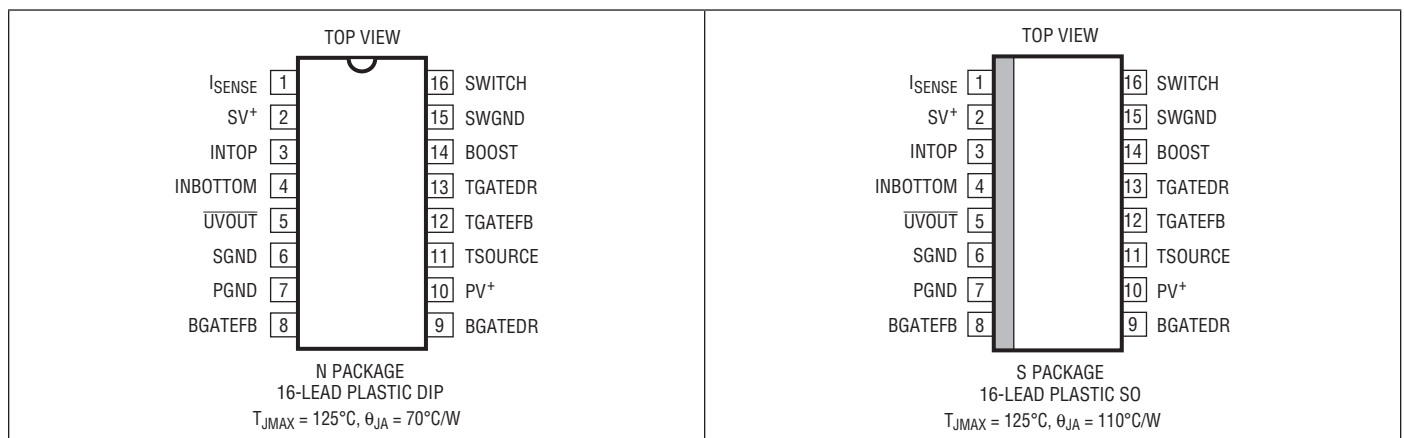 TOP VIEW
ISENSE 1 16 SWITCH
SV+ 2 15 SWGND
INTOP 3 14 BOOST
INBOTTOM 4 13 TGATEDR
UVOUT 5 12 TGATEFB
SGND 6 11 TSOURCE
PGND 7 10 PV+
BGATEFB 8 9 BGATEDR
N PACKAGE
16-LEAD PLASTIC DIP
TJMAX = 125°C, θJA = 70°C/W
TOP VIEW
ISENSE 1 16 SWITCH
SV+ 2 15 SWGND
INTOP 3 14 BOOST
INBOTTOM 4 13 TGATEDR
UVOUT 5 12 TGATEFB
SGND 6 11 TSOURCE
PGND 7 10 PV+
BGATEFB 8 9 BGATEDR
S PACKAGE
16-LEAD PLASTIC SO
TJMAX = 125°C, θJA = 110°C/W